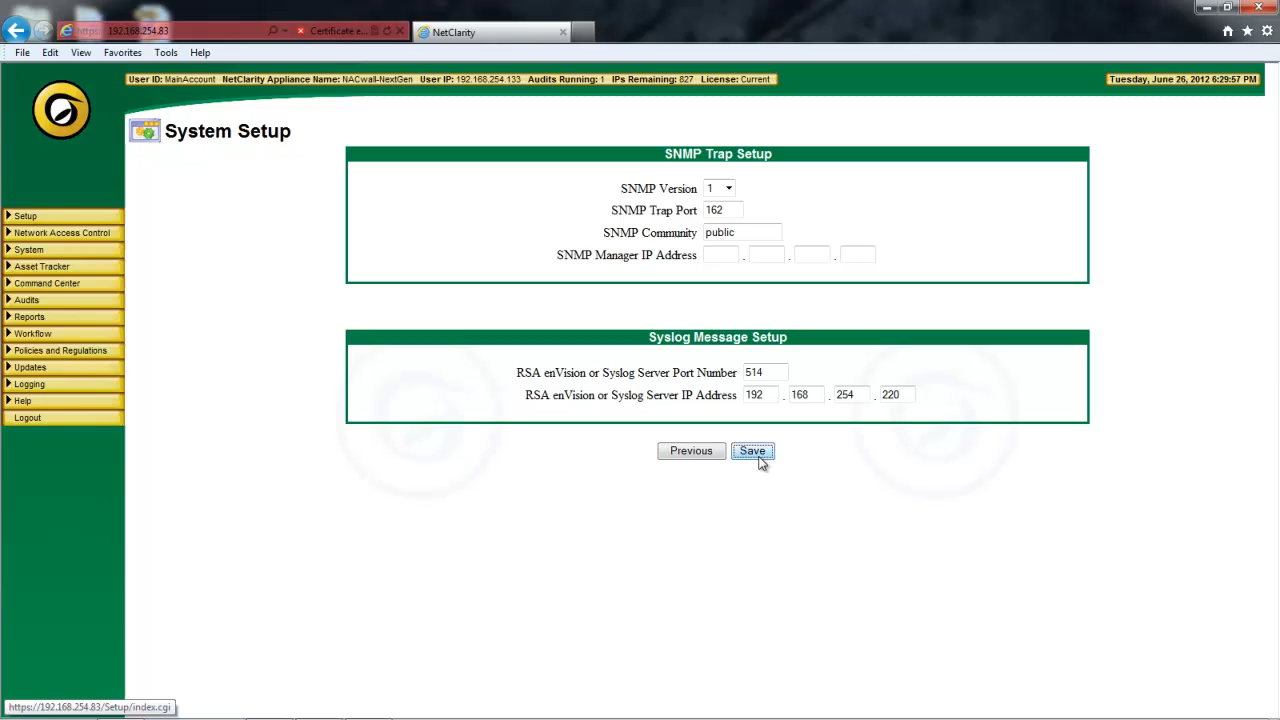 https:// 192.168.254.83
Certificate e...
NetClarity
File Edit View Favorites Tools Help
User ID: MainAccount NetClarity Appliance Name: NACwall-NextGen User IP: 192.168.254.133 Audits Running: 1 IPs Remaining: 827 License: Current
Tuesday, June 26, 2012 6:29:57 PM
System Setup
SNMP Trap Setup
SNMP Version 1
SNMP Trap Port 162
SNMP Community public
SNMP Manager IP Address . . .
Setup
Network Access Control
System
Asset Tracker
Command Center
Audits
Reports
Workflow
Policies and Regulations
Updates
Logging
Help
Logout
Syslog Message Setup
RSA enVision or Syslog Server Port Number 514
RSA enVision or Syslog Server IP Address 192 . 168 . 254 . 220
Previous Save
https://192.168.254.83/Setup/index.cgi